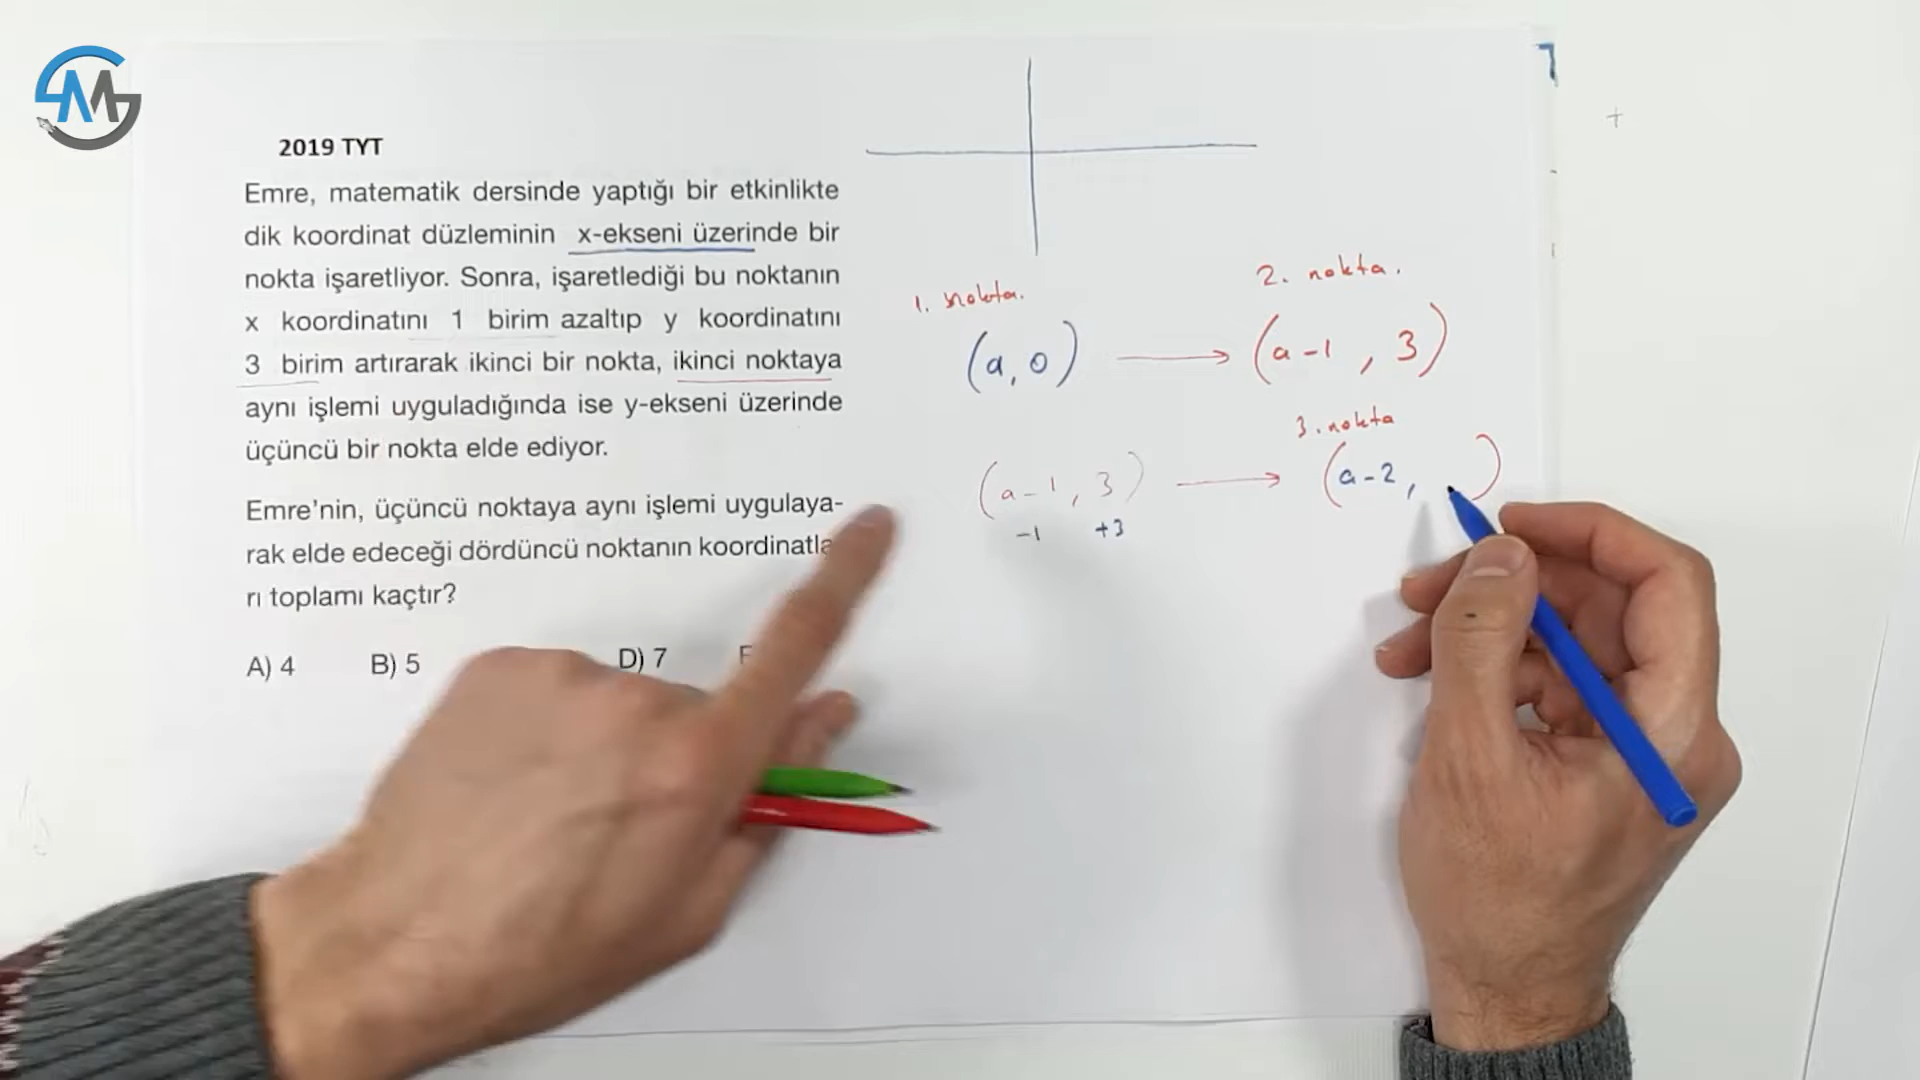 2019 TYT
Emre, matematik dersinde yaptığı bir etkinlikte
dik koordinat düzleminin x-ekseni üzerinde bir
nokta işaretliyor. Sonra, işaretlediği bu noktanın
x koordinatını 1 birim azaltıp y koordinatını
3 birim artırarak ikinci bir nokta, ikinci noktaya
aynı işlemi uyguladığında ise y-ekseni üzerinde
üçüncü bir nokta elde ediyor.
Emre'nin, üçüncü noktaya aynı işlemi uygulaya-
rak elde edeceği dördüncü noktanın
rı toplamı kaçtır?
A) 4 B) 5 D) 7
1. nokta.
2. nokta.
(a, 0) → (a-1, 3)
3. nokta
(a-1, 3) → (a-2, )
-1 +3